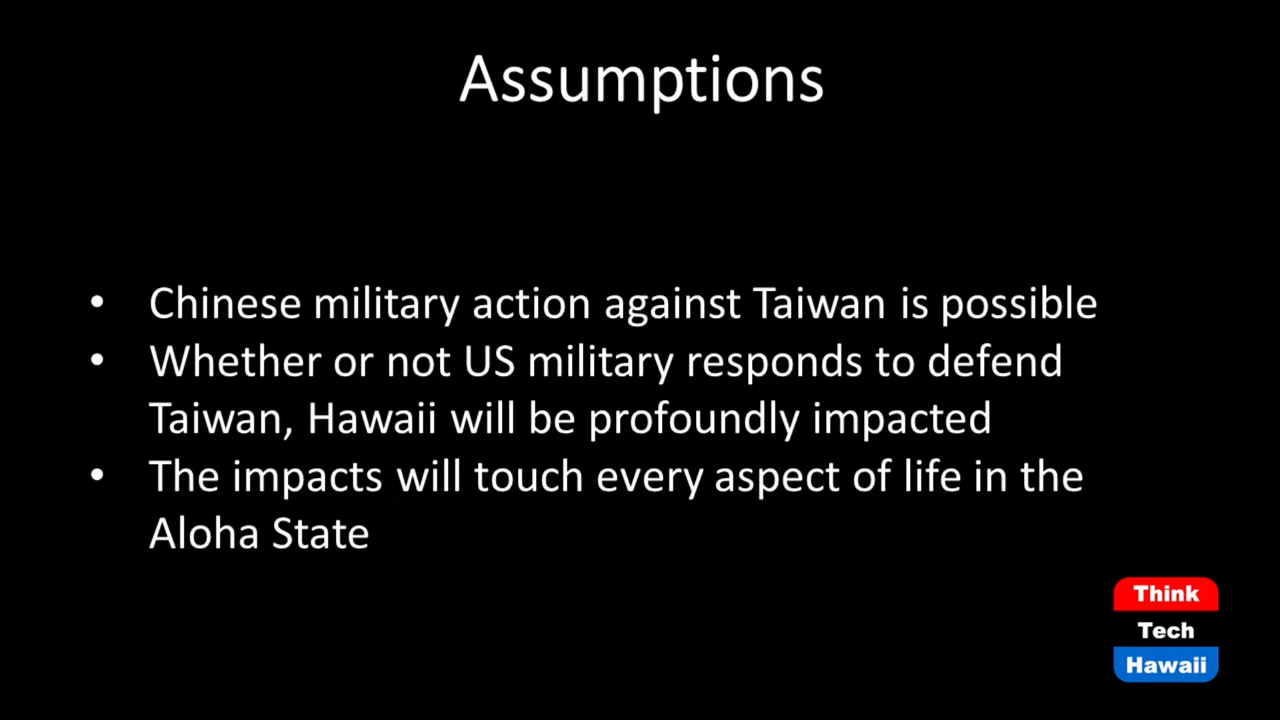 Assumptions
• Chinese military action against Taiwan is possible
• Whether or not US military responds to defend
Taiwan, Hawaii will be profoundly impacted
• The impacts will touch every aspect of life in the
Aloha State
Think
Tech
Hawaii